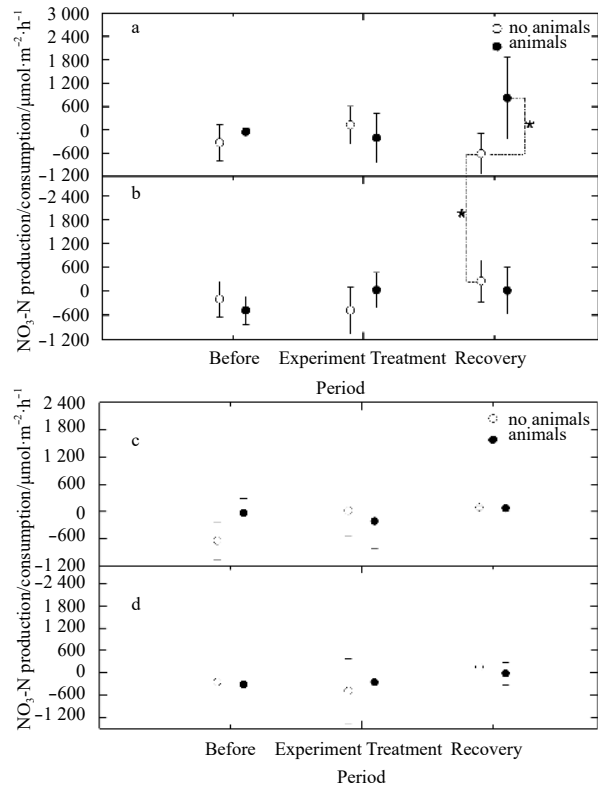 NO₃-N production/consumption/μmol·m⁻²·h⁻¹
3 000
2 400
1 800
1 200
600
0
−600
−1 200
a
no animals
animals
*
−2 400
1 800
1 200
600
0
−600
−1 200
b
*
Before
Experiment Treatment
Recovery
Period
NO₃-N production/consumption/μmol·m⁻²·h⁻¹
2 400
1 800
1 200
600
0
−600
−1 200
c
no animals
animals
−2 400
1 800
1 200
600
0
−600
−1 200
d
Before
Experiment Treatment
Recovery
Period